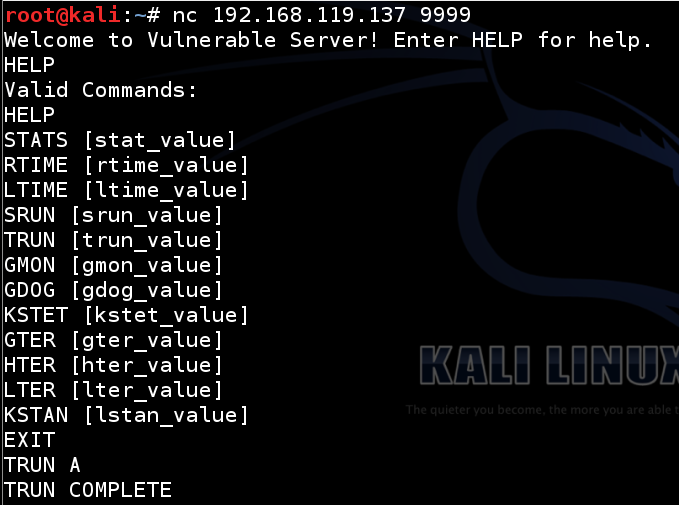 root@kali:~# nc 192.168.119.137 9999
Welcome to Vulnerable Server! Enter HELP for help.
HELP
Valid Commands:
HELP
STATS [stat_value]
RTIME [rtime_value]
LTIME [ltime_value]
SRUN [srun_value]
TRUN [trun_value]
GMON [gmon_value]
GDOG [gdog_value]
KSTET [kstet_value]
GTER [gter_value]
HTER [hter_value]
LTER [lter_value]
KSTAN [lstan_value]
EXIT
TRUN A
TRUN COMPLETE
KALI LINUX
The quieter you become, the more you are able t